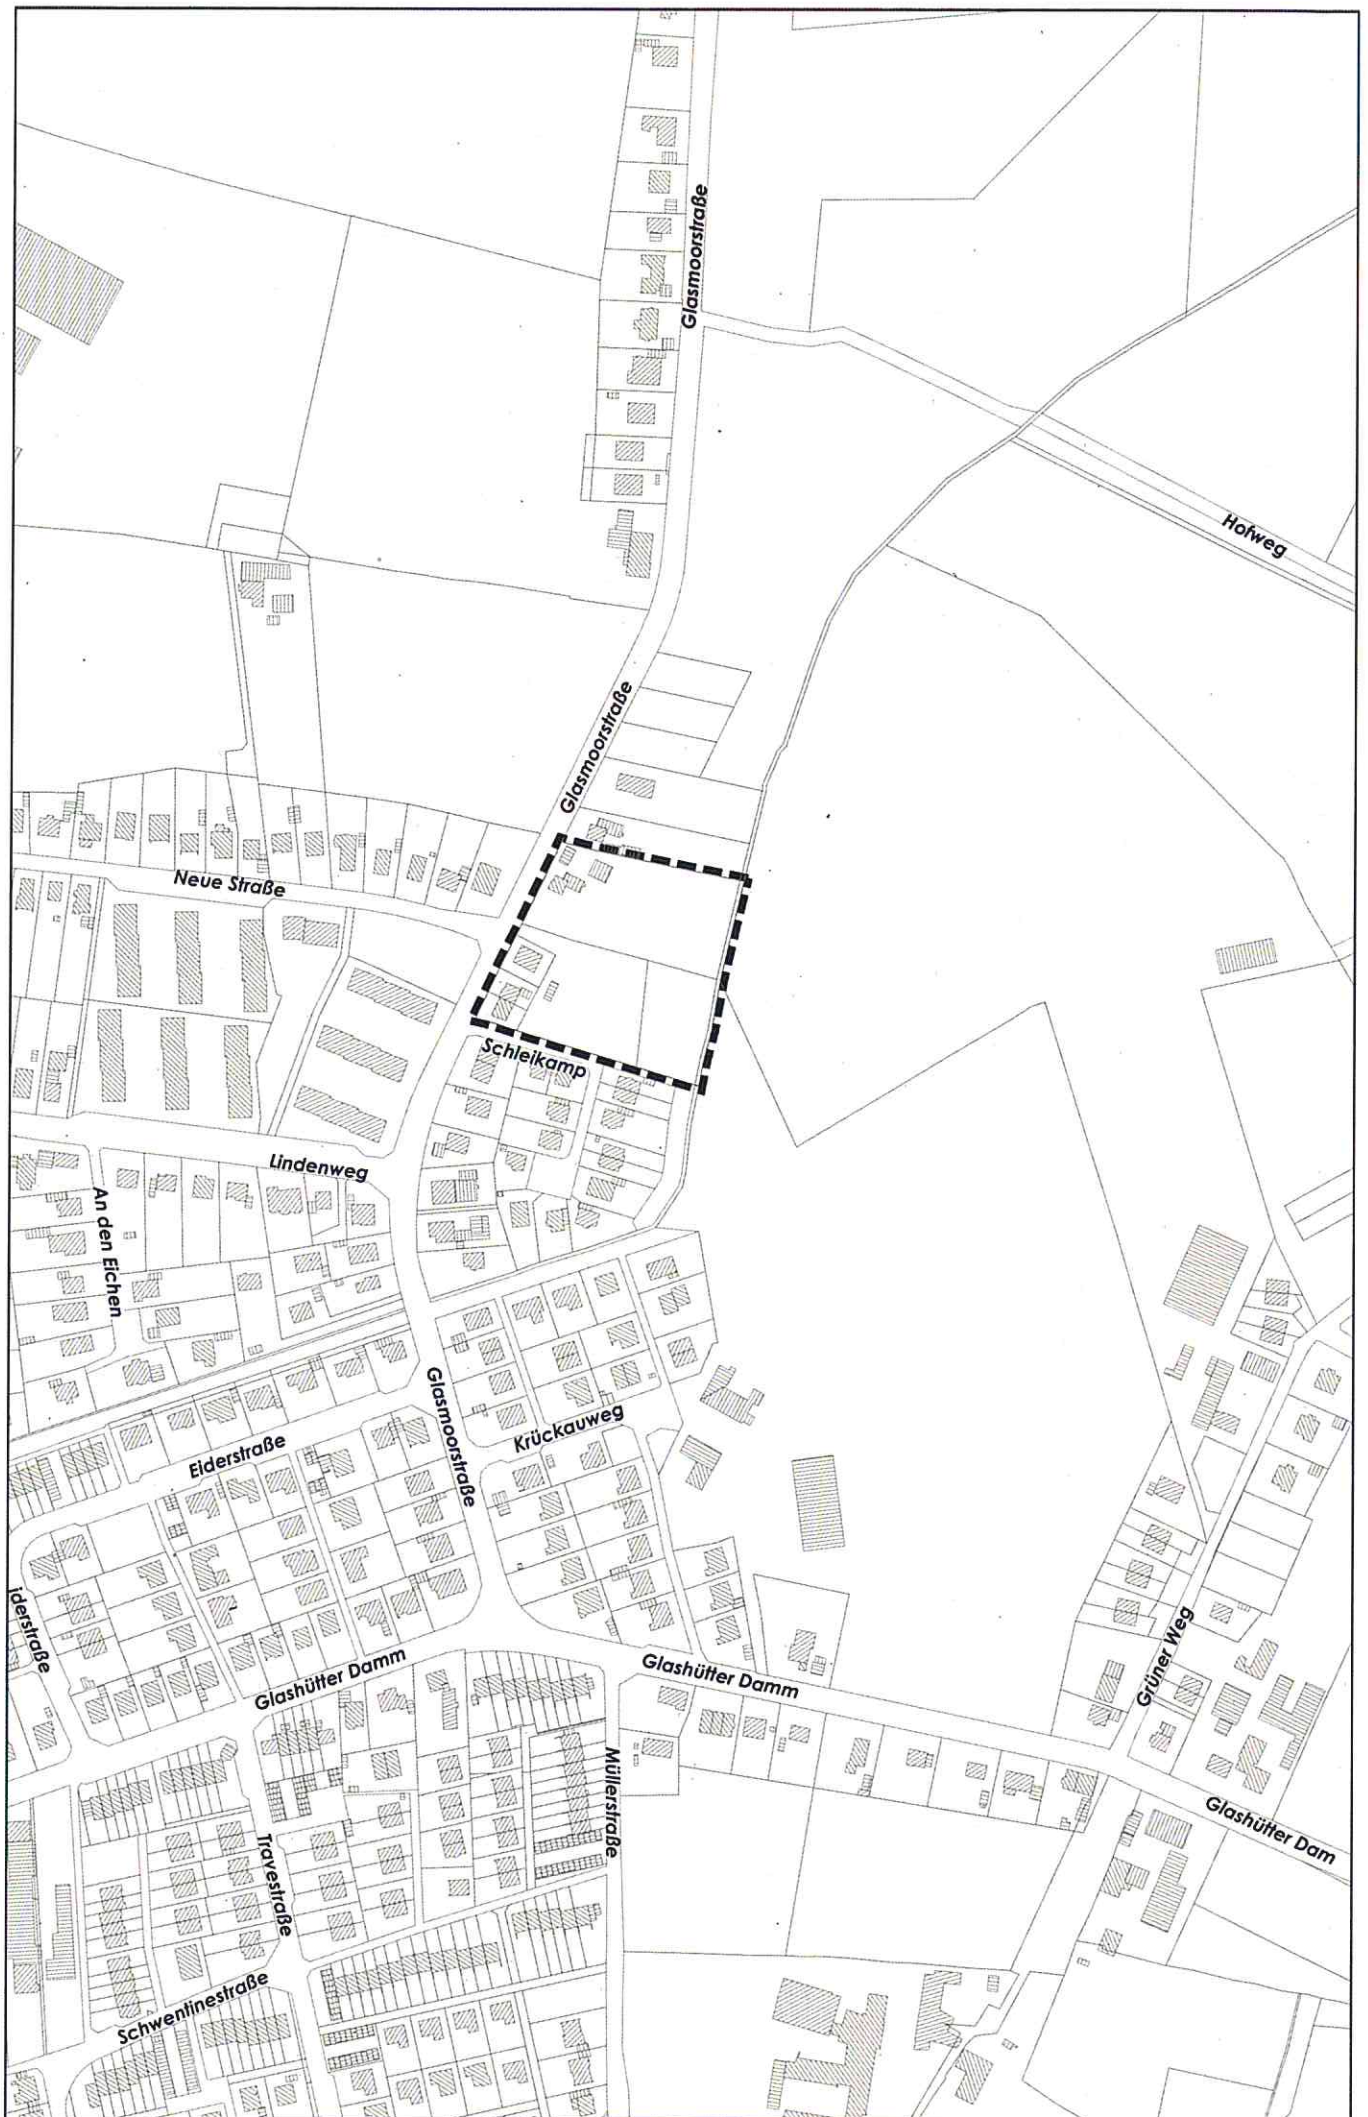 Glasmoorstraße
Hofweg
Glasmoorstraße
Neue Straße
Schleikamp
Lindenweg
An den Eichen
Glasmoorstraße
Krückauweg
Eiderstraße
iderstraße
Grüner Weg
Glashütter Damm
Glashütter Damm
Müllerstraße
Glashütter Dam
Travestraße
Schwentinestraße